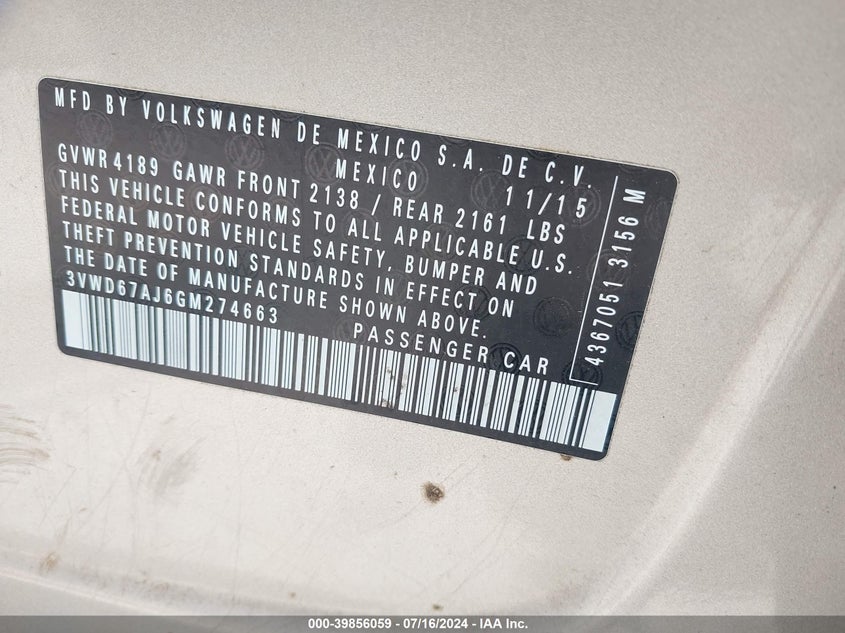 MFD BY VOLKSWAGEN DE MEXICO S.A. DE C.V.
MEXICO 11/15
GVWR 4189 GAWR FRONT 2138 / REAR 2161 LBS
THIS VEHICLE CONFORMS TO ALL APPLICABLE U.S.
FEDERAL MOTOR VEHICLE SAFETY, BUMPER AND
THEFT PREVENTION STANDARDS IN EFFECT ON
THE DATE OF MANUFACTURE SHOWN ABOVE.
3VWD67AJ6GM274663 PASSENGER CAR
4367051 3156 M
000-39856059 - 07/16/2024 - IAA Inc.